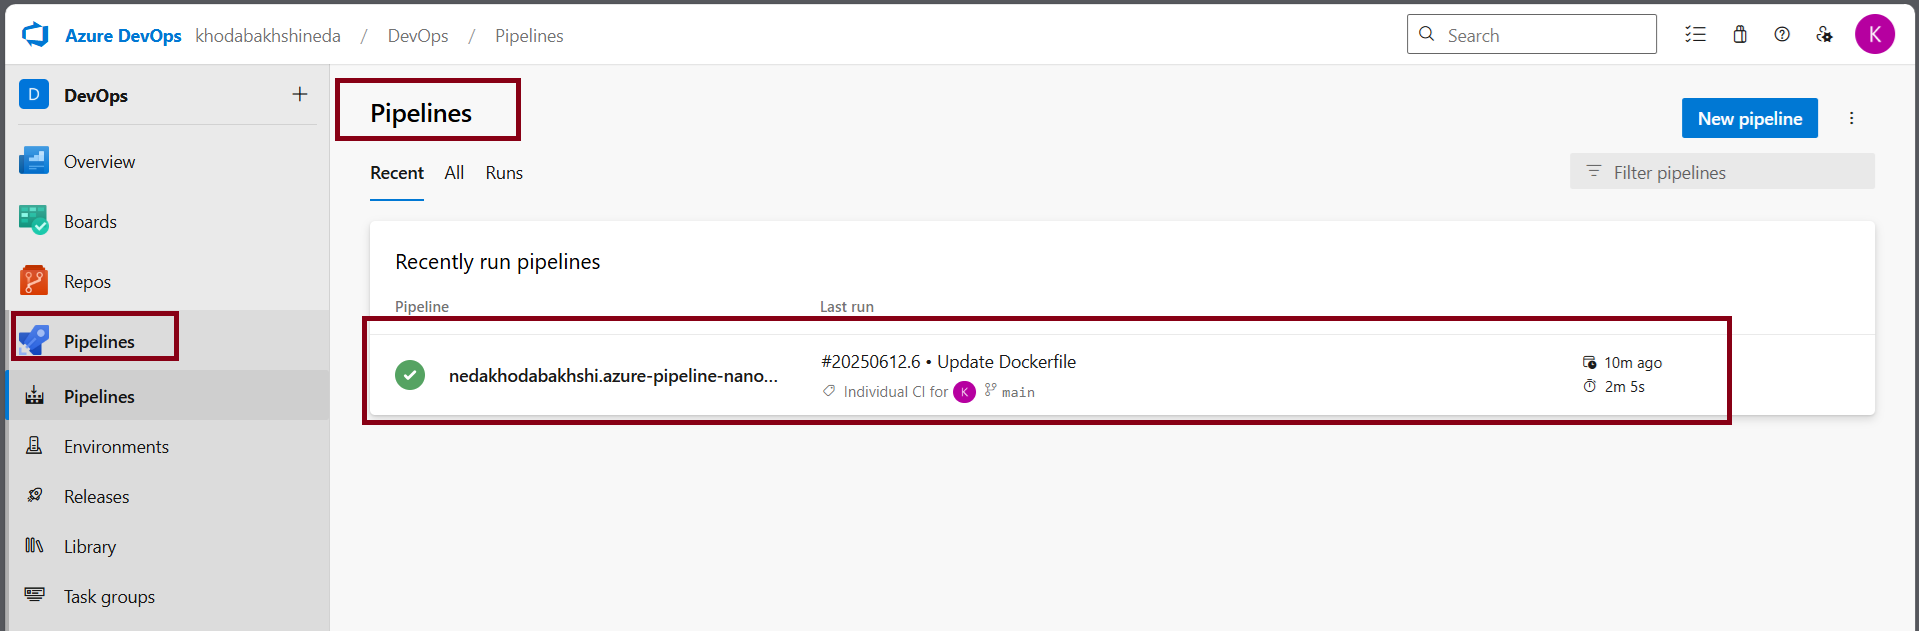 Azure DevOps khodabakhshineda / DevOps / Pipelines
Search
K
D DevOps
Overview
Boards
Repos
Pipelines
Pipelines
Environments
Releases
Library
Task groups
Pipelines
New pipeline
Recent All Runs
Filter pipelines
Recently run pipelines
Pipeline Last run
nedakhodabakhshi.azure-pipeline-nano...
#20250612.6 • Update Dockerfile
Individual CI for K main
10m ago
2m 5s